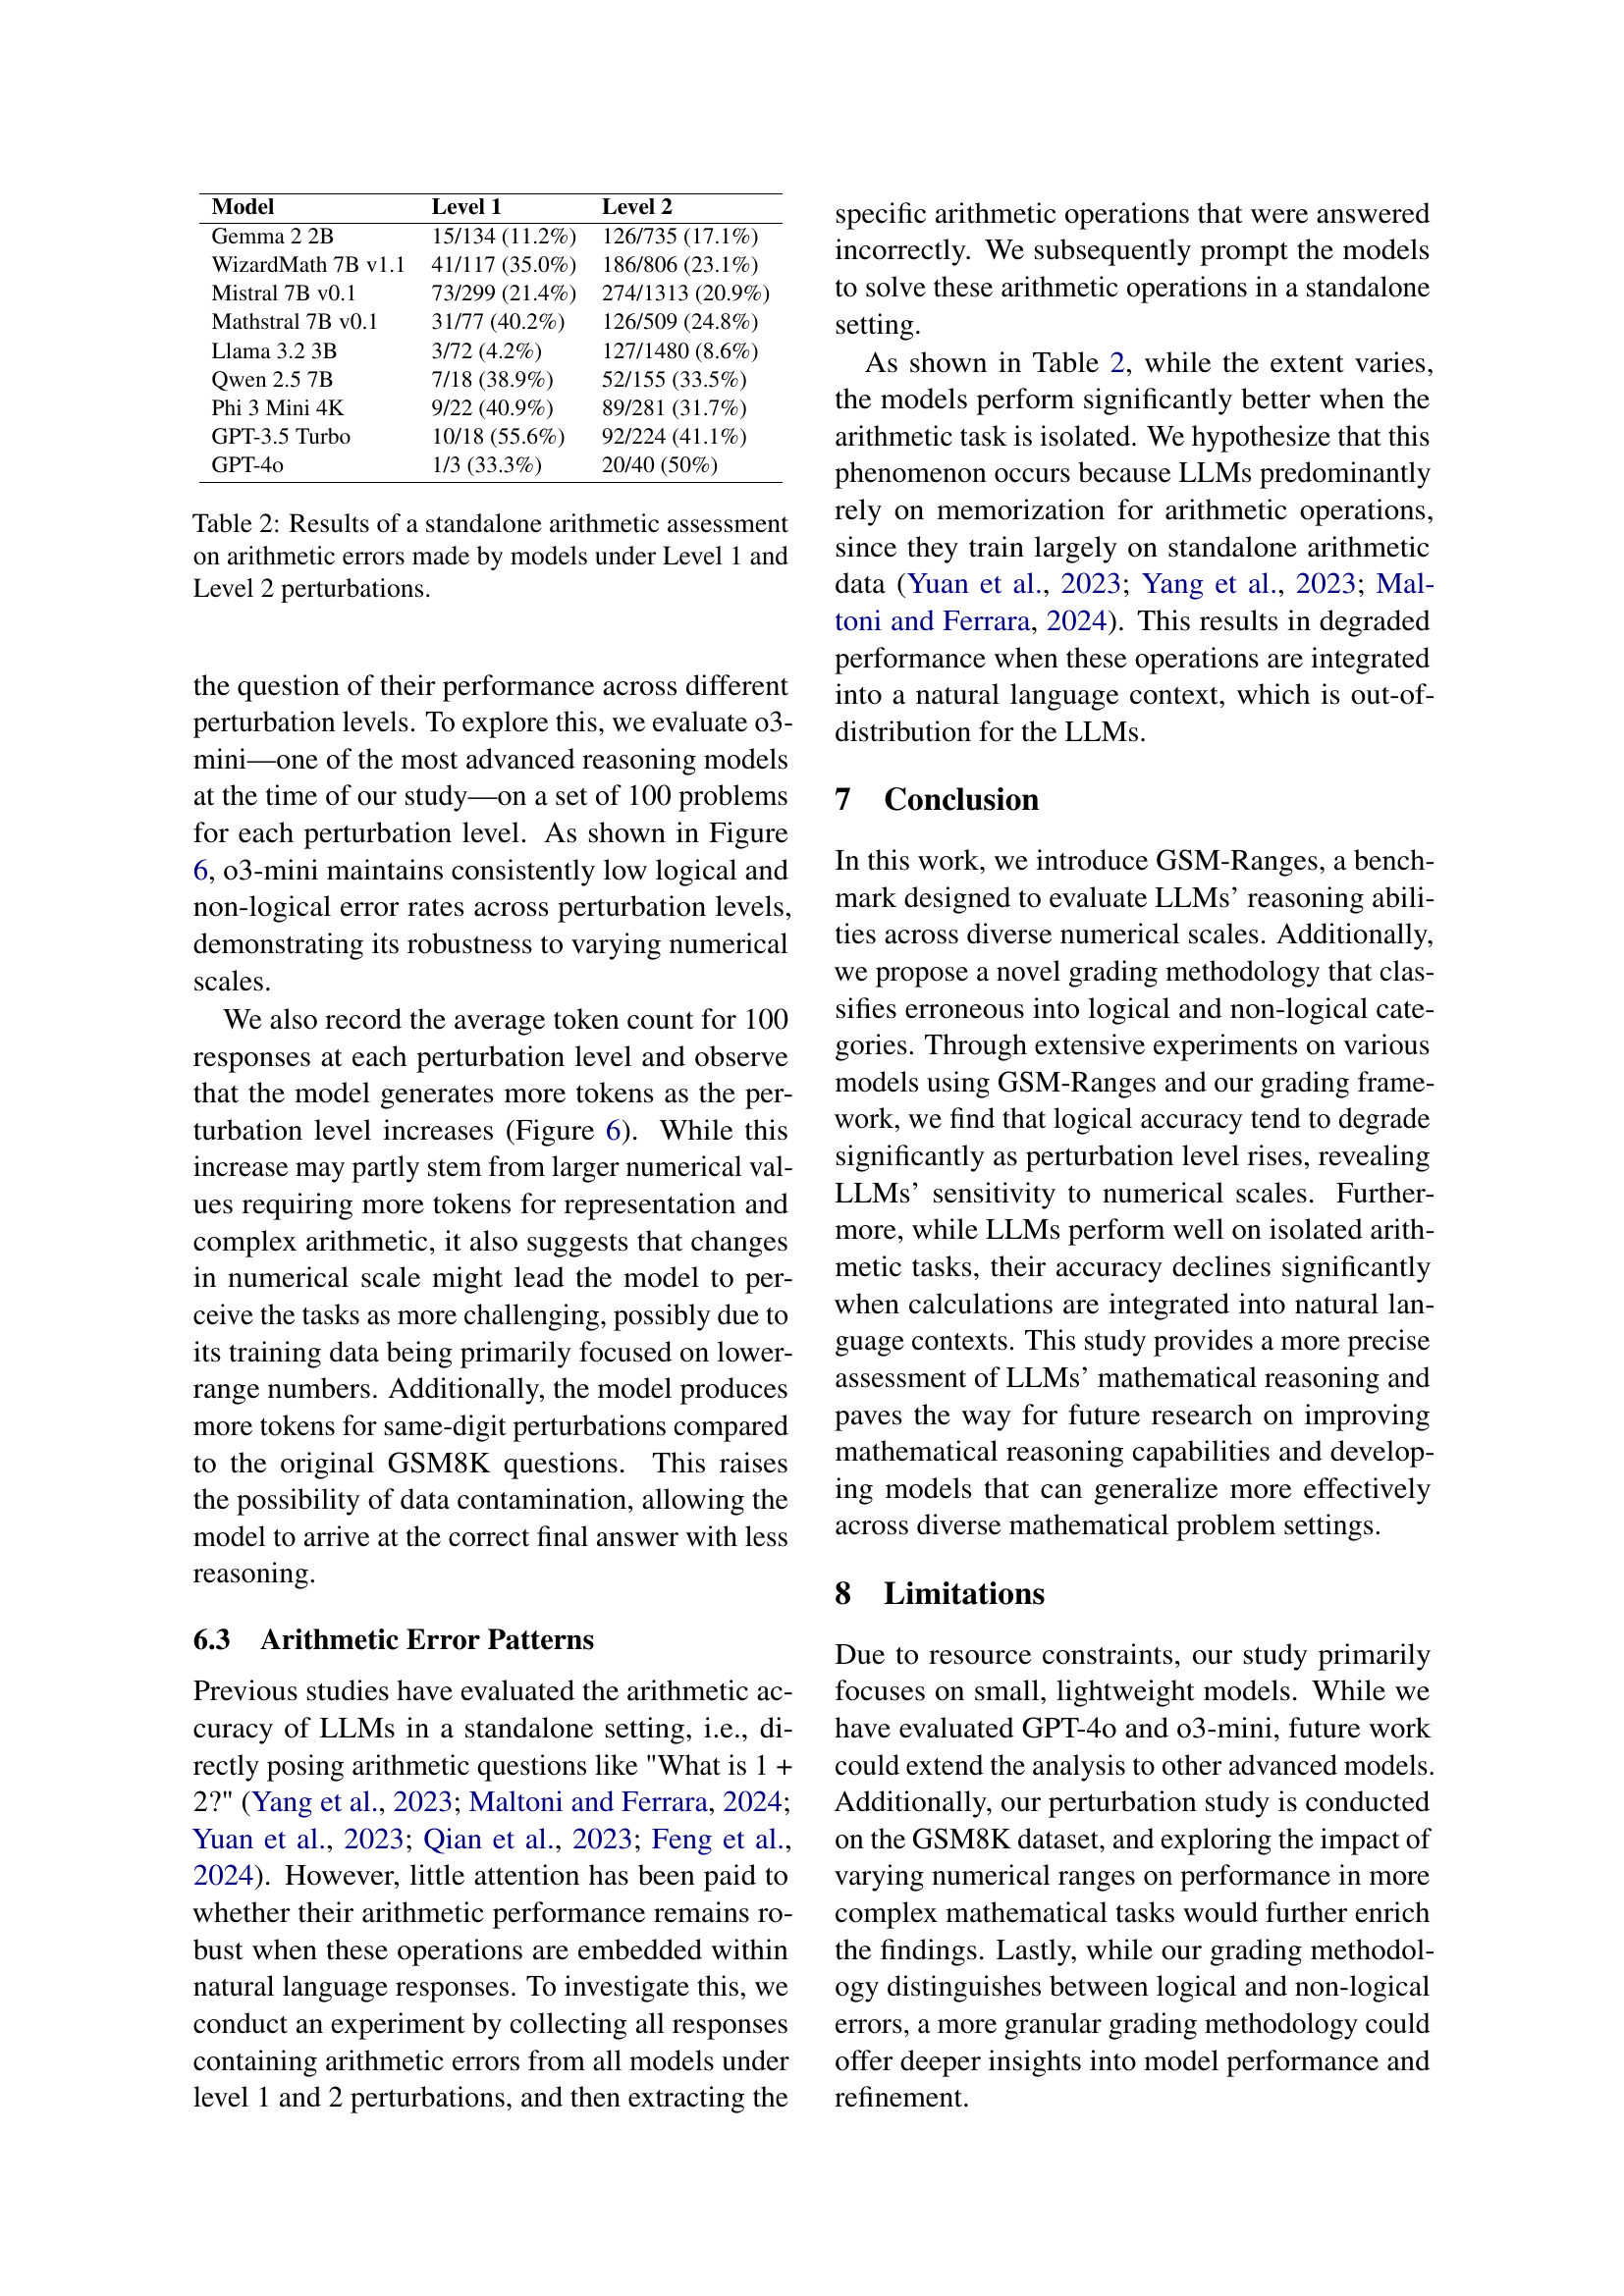 Model Level 1 Level 2
Gemma 2 2B 15/134 (11.2%) 126/735 (17.1%)
WizardMath 7B v1.1 41/117 (35.0%) 186/806 (23.1%)
Mistral 7B v0.1 73/299 (21.4%) 274/1313 (20.9%)
Mathstral 7B v0.1 31/77 (40.2%) 126/509 (24.8%)
Llama 3.2 3B 3/72 (4.2%) 127/1480 (8.6%)
Qwen 2.5 7B 7/18 (38.9%) 52/155 (33.5%)
Phi 3 Mini 4K 9/22 (40.9%) 89/281 (31.7%)
GPT-3.5 Turbo 10/18 (55.6%) 92/224 (41.1%)
GPT-4o 1/3 (33.3%) 20/40 (50%)
Table 2: Results of a standalone arithmetic assessment
on arithmetic errors made by models under Level 1 and
Level 2 perturbations.
the question of their performance across different
perturbation levels. To explore this, we evaluate o3-
mini—one of the most advanced reasoning models
at the time of our study—on a set of 100 problems
for each perturbation level. As shown in Figure
6, o3-mini maintains consistently low logical and
non-logical error rates across perturbation levels,
demonstrating its robustness to varying numerical
scales.
We also record the average token count for 100
responses at each perturbation level and observe
that the model generates more tokens as the per-
turbation level increases (Figure 6). While this
increase may partly stem from larger numerical val-
ues requiring more tokens for representation and
complex arithmetic, it also suggests that changes
in numerical scale might lead the model to per-
ceive the tasks as more challenging, possibly due to
its training data being primarily focused on lower-
range numbers. Additionally, the model produces
more tokens for same-digit perturbations compared
to the original GSM8K questions. This raises
the possibility of data contamination, allowing the
model to arrive at the correct final answer with less
reasoning.
6.3 Arithmetic Error Patterns
Previous studies have evaluated the arithmetic ac-
curacy of LLMs in a standalone setting, i.e., di-
rectly posing arithmetic questions like "What is 1 +
2?" (Yang et al., 2023; Maltoni and Ferrara, 2024;
Yuan et al., 2023; Qian et al., 2023; Feng et al.,
2024). However, little attention has been paid to
whether their arithmetic performance remains ro-
bust when these operations are embedded within
natural language responses. To investigate this, we
conduct an experiment by collecting all responses
containing arithmetic errors from all models under
level 1 and 2 perturbations, and then extracting the
specific arithmetic operations that were answered
incorrectly. We subsequently prompt the models
to solve these arithmetic operations in a standalone
setting.
As shown in Table 2, while the extent varies,
the models perform significantly better when the
arithmetic task is isolated. We hypothesize that this
phenomenon occurs because LLMs predominantly
rely on memorization for arithmetic operations,
since they train largely on standalone arithmetic
data (Yuan et al., 2023; Yang et al., 2023; Mal-
toni and Ferrara, 2024). This results in degraded
performance when these operations are integrated
into a natural language context, which is out-of-
distribution for the LLMs.
7 Conclusion
In this work, we introduce GSM-Ranges, a bench-
mark designed to evaluate LLMs’ reasoning abili-
ties across diverse numerical scales. Additionally,
we propose a novel grading methodology that clas-
sifies erroneous into logical and non-logical cate-
gories. Through extensive experiments on various
models using GSM-Ranges and our grading frame-
work, we find that logical accuracy tend to degrade
significantly as perturbation level rises, revealing
LLMs’ sensitivity to numerical scales. Further-
more, while LLMs perform well on isolated arith-
metic tasks, their accuracy declines significantly
when calculations are integrated into natural lan-
guage contexts. This study provides a more precise
assessment of LLMs’ mathematical reasoning and
paves the way for future research on improving
mathematical reasoning capabilities and develop-
ing models that can generalize more effectively
across diverse mathematical problem settings.
8 Limitations
Due to resource constraints, our study primarily
focuses on small, lightweight models. While we
have evaluated GPT-4o and o3-mini, future work
could extend the analysis to other advanced models.
Additionally, our perturbation study is conducted
on the GSM8K dataset, and exploring the impact of
varying numerical ranges on performance in more
complex mathematical tasks would further enrich
the findings. Lastly, while our grading methodol-
ogy distinguishes between logical and non-logical
errors, a more granular grading methodology could
offer deeper insights into model performance and
refinement.